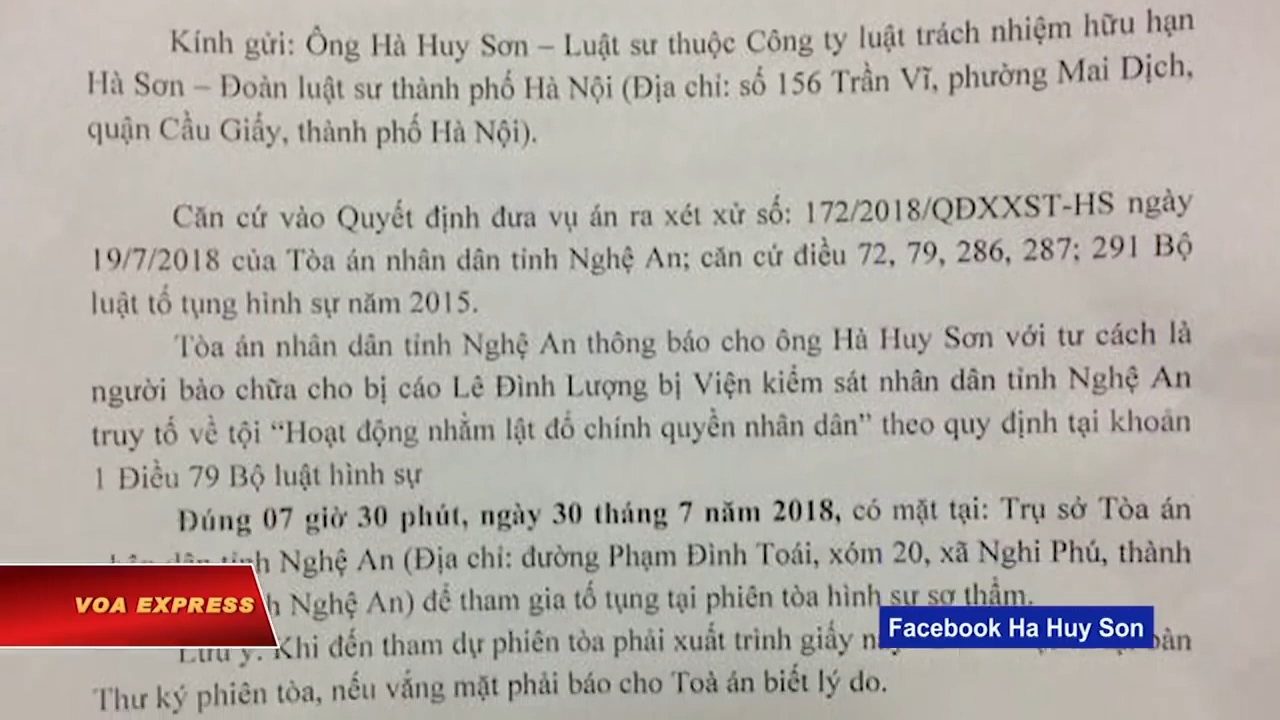 Kính gửi: Ông Hà Huy Sơn – Luật sư thuộc Công ty luật trách nhiệm hữu hạn
Hà Sơn – Đoàn luật sư thành phố Hà Nội (Địa chỉ: số 156 Trần Vĩ, phường Mai Dịch,
quận Cầu Giấy, thành phố Hà Nội).
Căn cứ vào Quyết định đưa vụ án ra xét xử số: 172/2018/QĐXXST-HS ngày
19/7/2018 của Tòa án nhân dân tỉnh Nghệ An; căn cứ điều 72, 79, 286, 287; 291 Bộ
luật tố tụng hình sự năm 2015.
Tòa án nhân dân tỉnh Nghệ An thông báo cho ông Hà Huy Sơn với tư cách là
người bào chữa cho bị cáo Lê Đình Lượng bị Viện kiểm sát nhân dân tỉnh Nghệ An
truy tố về tội “Hoạt động nhằm lật đổ chính quyền nhân dân” theo quy định tại khoản
1 Điều 79 Bộ luật hình sự
Đúng 07 giờ 30 phút, ngày 30 tháng 7 năm 2018, có mặt tại: Trụ sở Tòa án
nhân dân tỉnh Nghệ An (Địa chỉ: đường Phạm Đình Toái, xóm 20, xã Nghi Phú, thành
Nghệ An) để tham gia tố tụng tại phiên tòa hình sự sơ thẩm.
Lưu ý: Khi đến tham dự phiên tòa phải xuất trình giấy bàn
Thư ký phiên tòa, nếu vắng mặt phải báo cho Toà án biết lý do.
VOA EXPRESS
Facebook Ha Huy Son